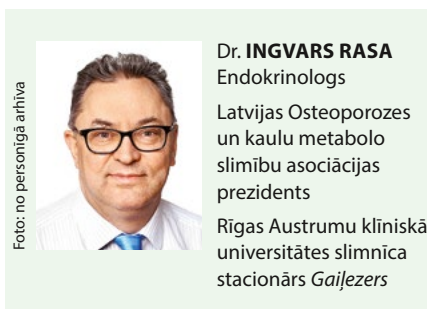 Foto: no personīgā arhīva
Dr. INGVARS RASA
Endokrinologs
Latvijas Osteoporozes
un kaulu metabolo
slimību asociācijas
prezidents
Rīgas Austrumu klīniskā
universitātes slimnīca
stacionārs Gaiļezers